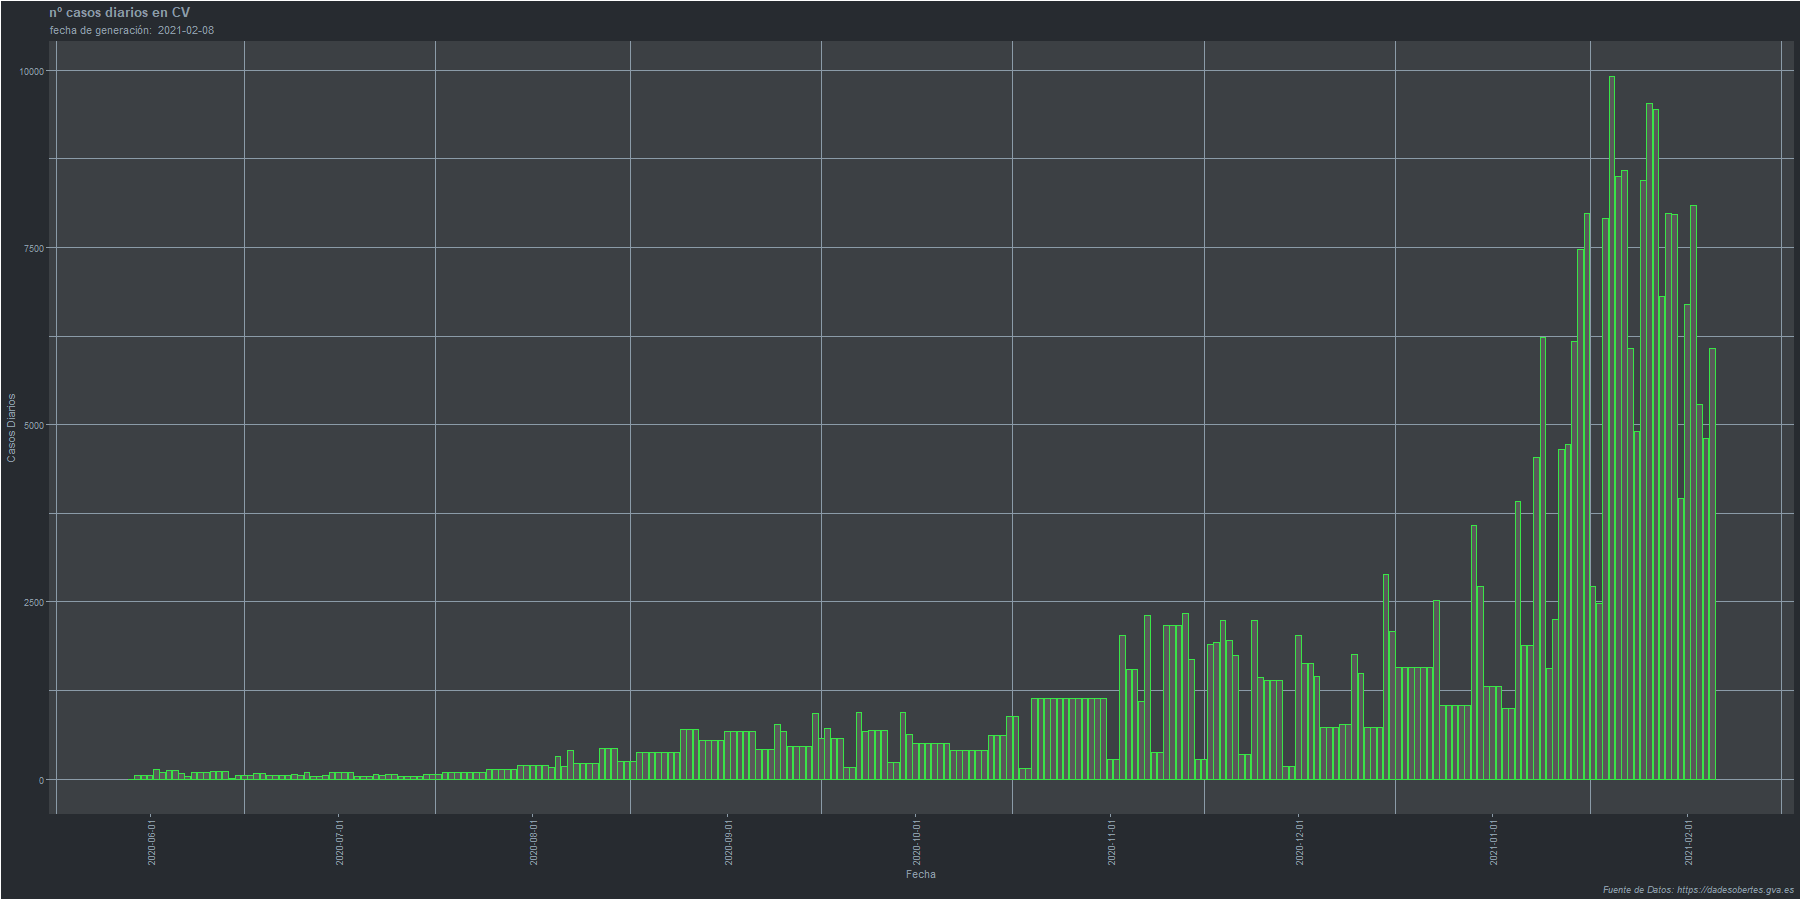 nº casos diarios en CV
fecha de generación: 2021-02-08
10000
7500
5000
2500
0
Casos Diarios
2020-06-01
2020-07-01
2020-08-01
2020-09-01
2020-10-01
2020-11-01
2020-12-01
2021-01-01
2021-02-01
Fecha
Fuente de Datos: https://dadesobertes.gva.es